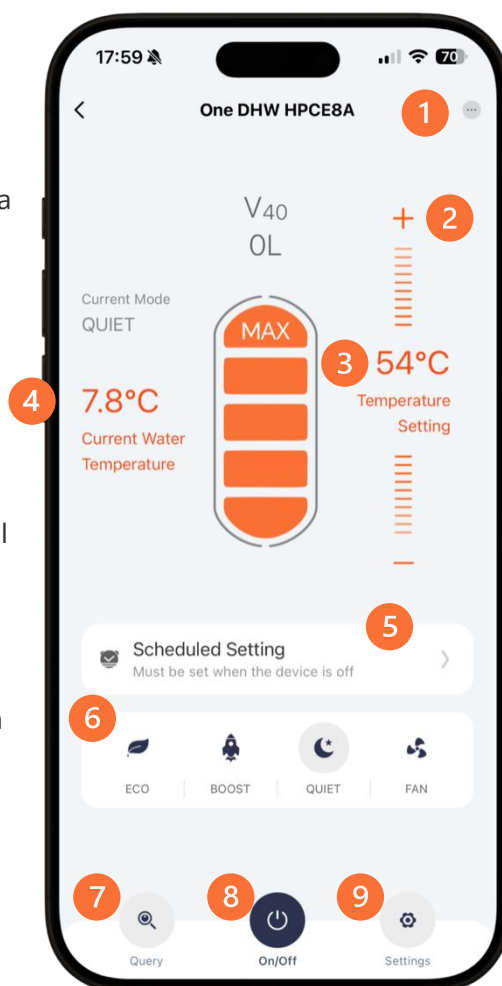 17:59
70
One DHW HPCE8A
1
a
V40
0L
+
2
Current Mode
QUIET
MAX
3
54°C
4
7.8°C
Temperature
Setting
Current Water
Temperature
l
−
5
Scheduled Setting
Must be set when the device is off
6
ECO
BOOST
QUIET
FAN
7
8
9
Query
On/Off
Settings